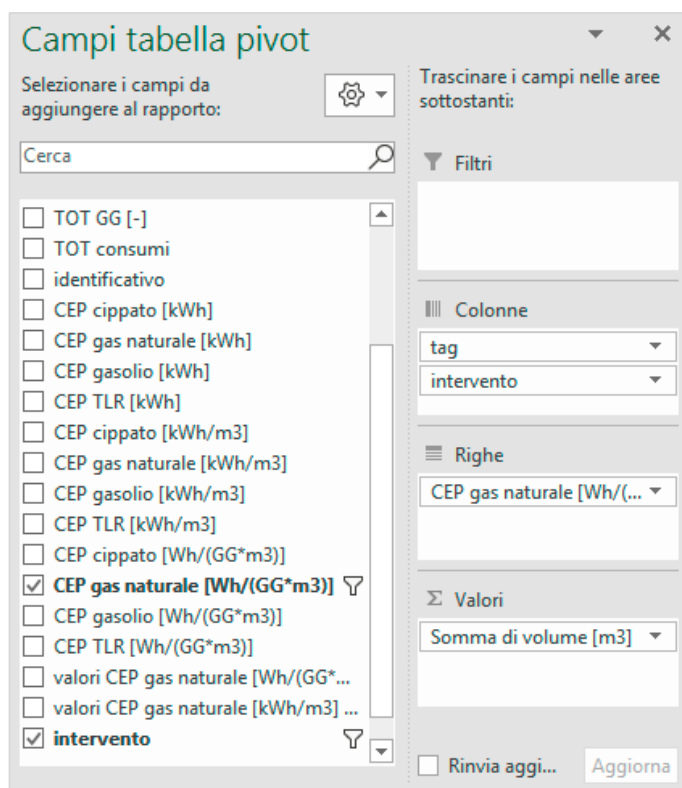 Campi tabella pivot
Selezionare i campi da
aggiungere al rapporto:
Cerca
TOT GG [-]
TOT consumi
identificativo
CEP cippato [kWh]
CEP gas naturale [kWh]
CEP gasolio [kWh]
CEP TLR [kWh]
CEP cippato [kWh/m3]
CEP gas naturale [kWh/m3]
CEP gasolio [kWh/m3]
CEP TLR [kWh/m3]
CEP cippato [Wh/(GG*m3)]
CEP gas naturale [Wh/(GG*m3)]
CEP gasolio [Wh/(GG*m3)]
CEP TLR [Wh/(GG*m3)]
valori CEP gas naturale [Wh/(GG*...
valori CEP gas naturale [kWh/m3] ...
intervento
Trascinare i campi nelle aree
sottostanti:
Filtri
Colonne
tag
intervento
Righe
CEP gas naturale [Wh/(...
Σ Valori
Somma di volume [m3]
Rinvia aggi...
Aggiorna